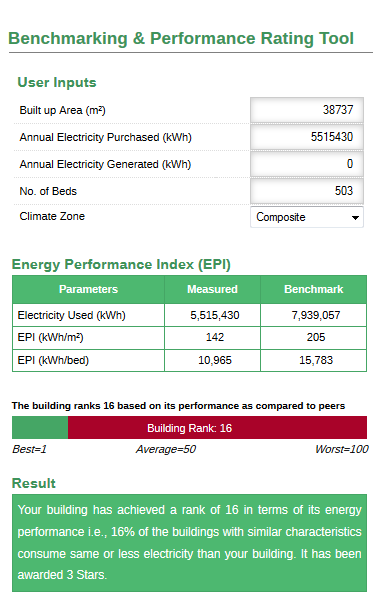 Benchmarking & Performance Rating Tool
User Inputs
Built up Area (m²) 38737
Annual Electricity Purchased (kWh) 5515430
Annual Electricity Generated (kWh) 0
No. of Beds 503
Climate Zone Composite
Energy Performance Index (EPI)
Parameters Measured Benchmark
Electricity Used (kWh) 5,515,430 7,939,057
EPI (kWh/m²) 142 205
EPI (kWh/bed) 10,965 15,783
The building ranks 16 based on its performance as compared to peers
Building Rank: 16
Best=1 Average=50 Worst=100
Result
Your building has achieved a rank of 16 in terms of its energy
performance i.e., 16% of the buildings with similar characteristics
consume same or less electricity than your building. It has been
awarded 3 Stars.